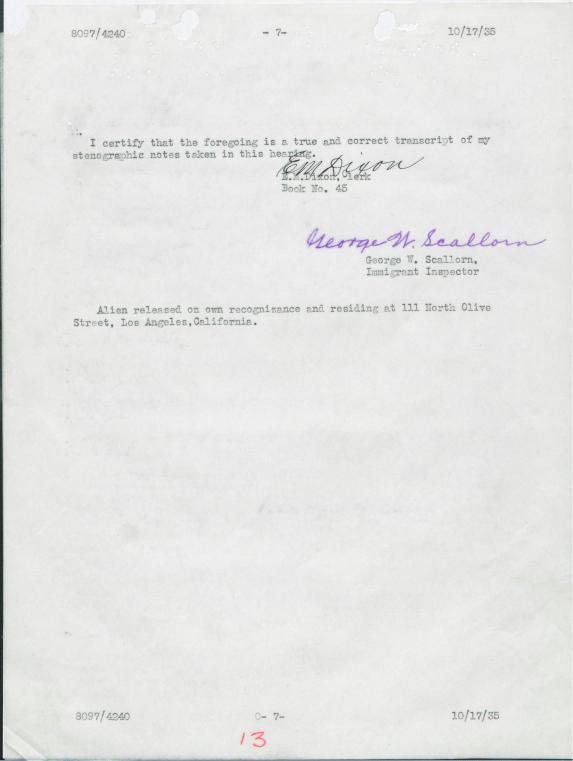 8097/4240 - 7- 10/17/35
I certify that the foregoing is a true and correct transcript of my
stenographic notes taken in this hearing.
EM Dixon
E.M.Dixon, Clerk
Book No. 45
George W. Scallorn
George W. Scallorn,
Immigrant Inspector
Alien released on own recognizance and residing at 111 North Olive
Street, Los Angeles,California.
8097/4240 0- 7- 10/17/35
13